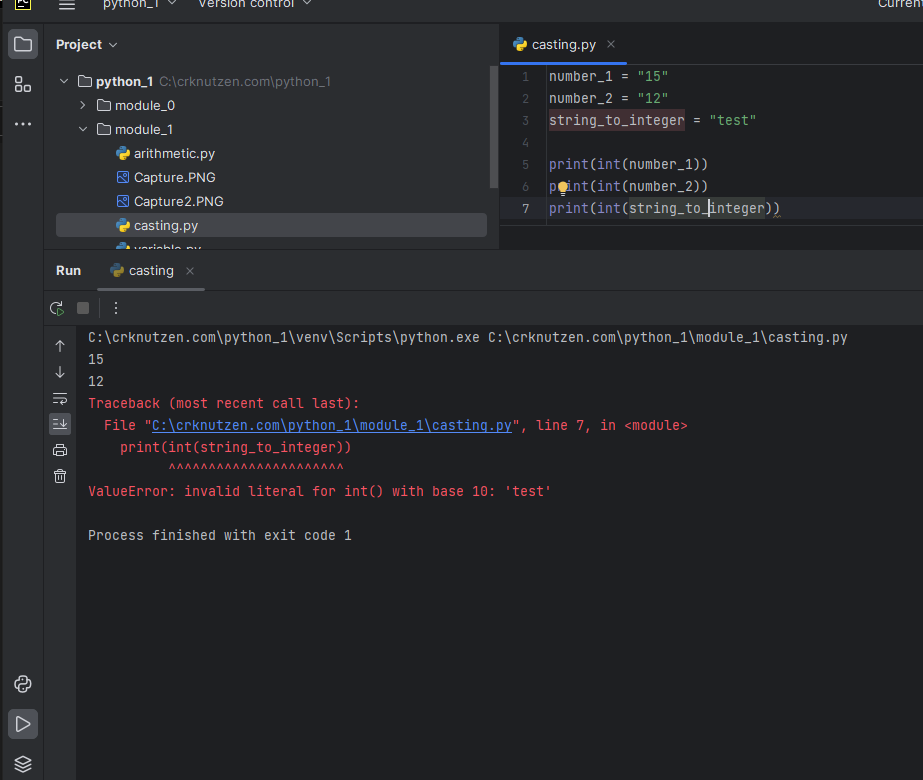 PC python_1 Version control Current
Project
python_1 C:\crknutzen.com\python_1
module_0
module_1
arithmetic.py
Capture.PNG
Capture2.PNG
casting.py
variable.py
casting.py
1 number_1 = "15"
2 number_2 = "12"
3 string_to_integer = "test"
4
5 print(int(number_1))
6 print(int(number_2))
7 print(int(string_to_integer))
Run casting
C:\crknutzen.com\python_1\venv\Scripts\python.exe C:\crknutzen.com\python_1\module_1\casting.py
15
12
Traceback (most recent call last):
File "C:\crknutzen.com\python_1\module_1\casting.py", line 7, in <module>
print(int(string_to_integer))
^^^^^^^^^^^^^^^^^^^^^^
ValueError: invalid literal for int() with base 10: 'test'
Process finished with exit code 1